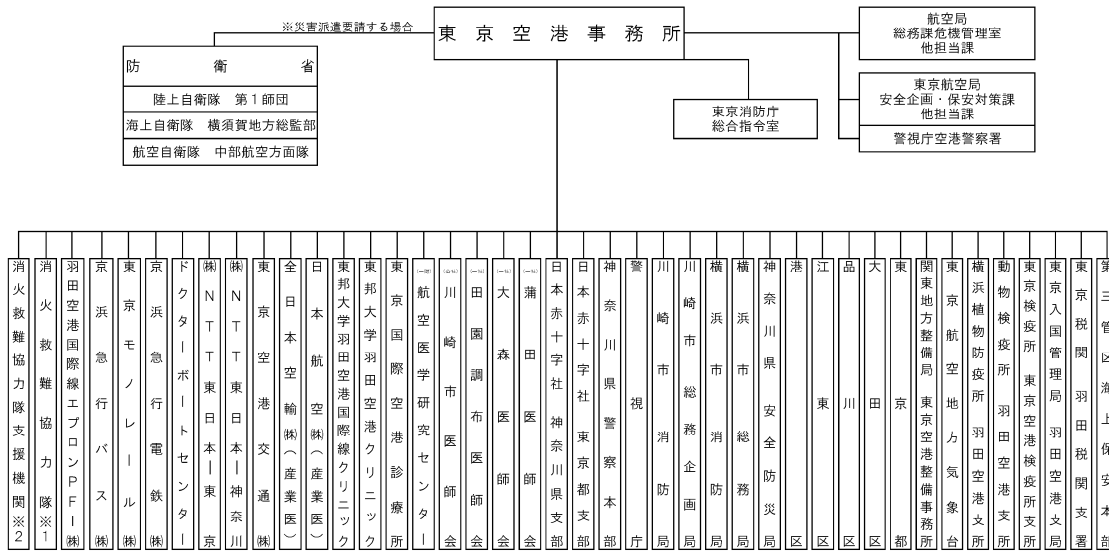 ※災害派遣要請する場合
東京空港事務所
航空局
総務課危機管理室
他担当課
防衛省
陸上自衛隊 第1師団
海上自衛隊 横須賀地方総監部
航空自衛隊 中部航空方面隊
東京消防庁
総合指令室
東京航空局
安全企画・保安対策課
他担当課
警視庁空港警察署
第三管区海上保安本部
東京税関 羽田税関支署
東京入国管理局 羽田空港支局
東京検疫所 東京空港検疫所支所
動物検疫所 羽田空港支所
横浜植物防疫所 羽田空港支所
東京航空地方気象台
関東地方整備局 東京空港整備事務所
東京都
大田区
品川区
江東区
港区
神奈川県 安全防災局
横浜市総務局
横浜市消防局
川崎市総務企画局
川崎市消防局
警視庁
神奈川県警察本部
日本赤十字社 東京都支部
日本赤十字社 神奈川県支部
(一社)蒲田医師会
(一社)大森医師会
(一社)田園調布医師会
(公社)川崎市医師会
(一財)航空医学研究センター
東京国際空港診療所
東邦大学羽田空港クリニック
東邦大学羽田空港国際線クリニック
日本航空㈱(産業医)
全日本空輸㈱(産業医)
東京空港交通㈱
㈱NTT東日本―神奈川
㈱NTT東日本―東京
ドクターボートセンター
京浜急行電鉄㈱
東京モノレール㈱
京浜急行バス㈱
羽田空港国際線エプロンPFI㈱
消火救難協力隊※1
消火救難協力隊支援機関※2